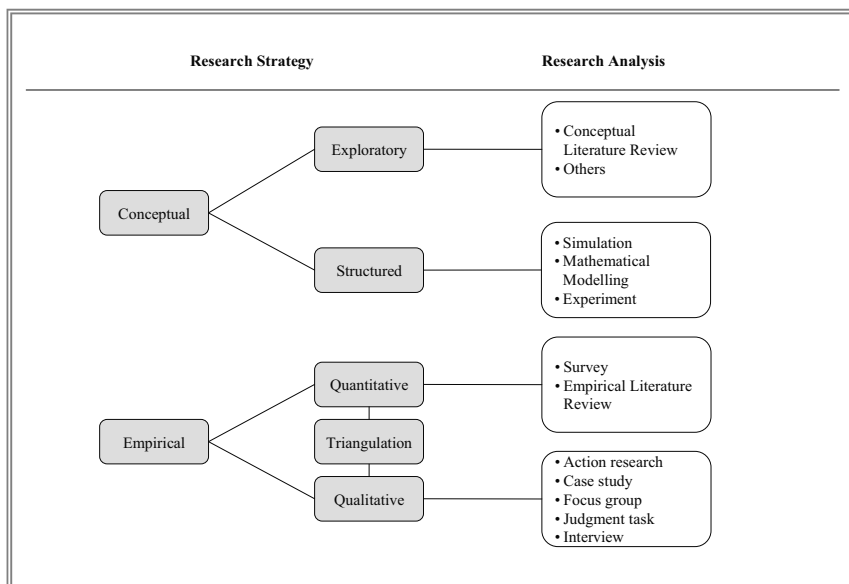 Research Strategy
Research Analysis
Conceptual
Exploratory
• Conceptual
Literature Review
• Others
Structured
• Simulation
• Mathematical
Modelling
• Experiment
Empirical
Quantitative
• Survey
• Empirical Literature
Review
Triangulation
Qualitative
• Action research
• Case study
• Focus group
• Judgment task
• Interview